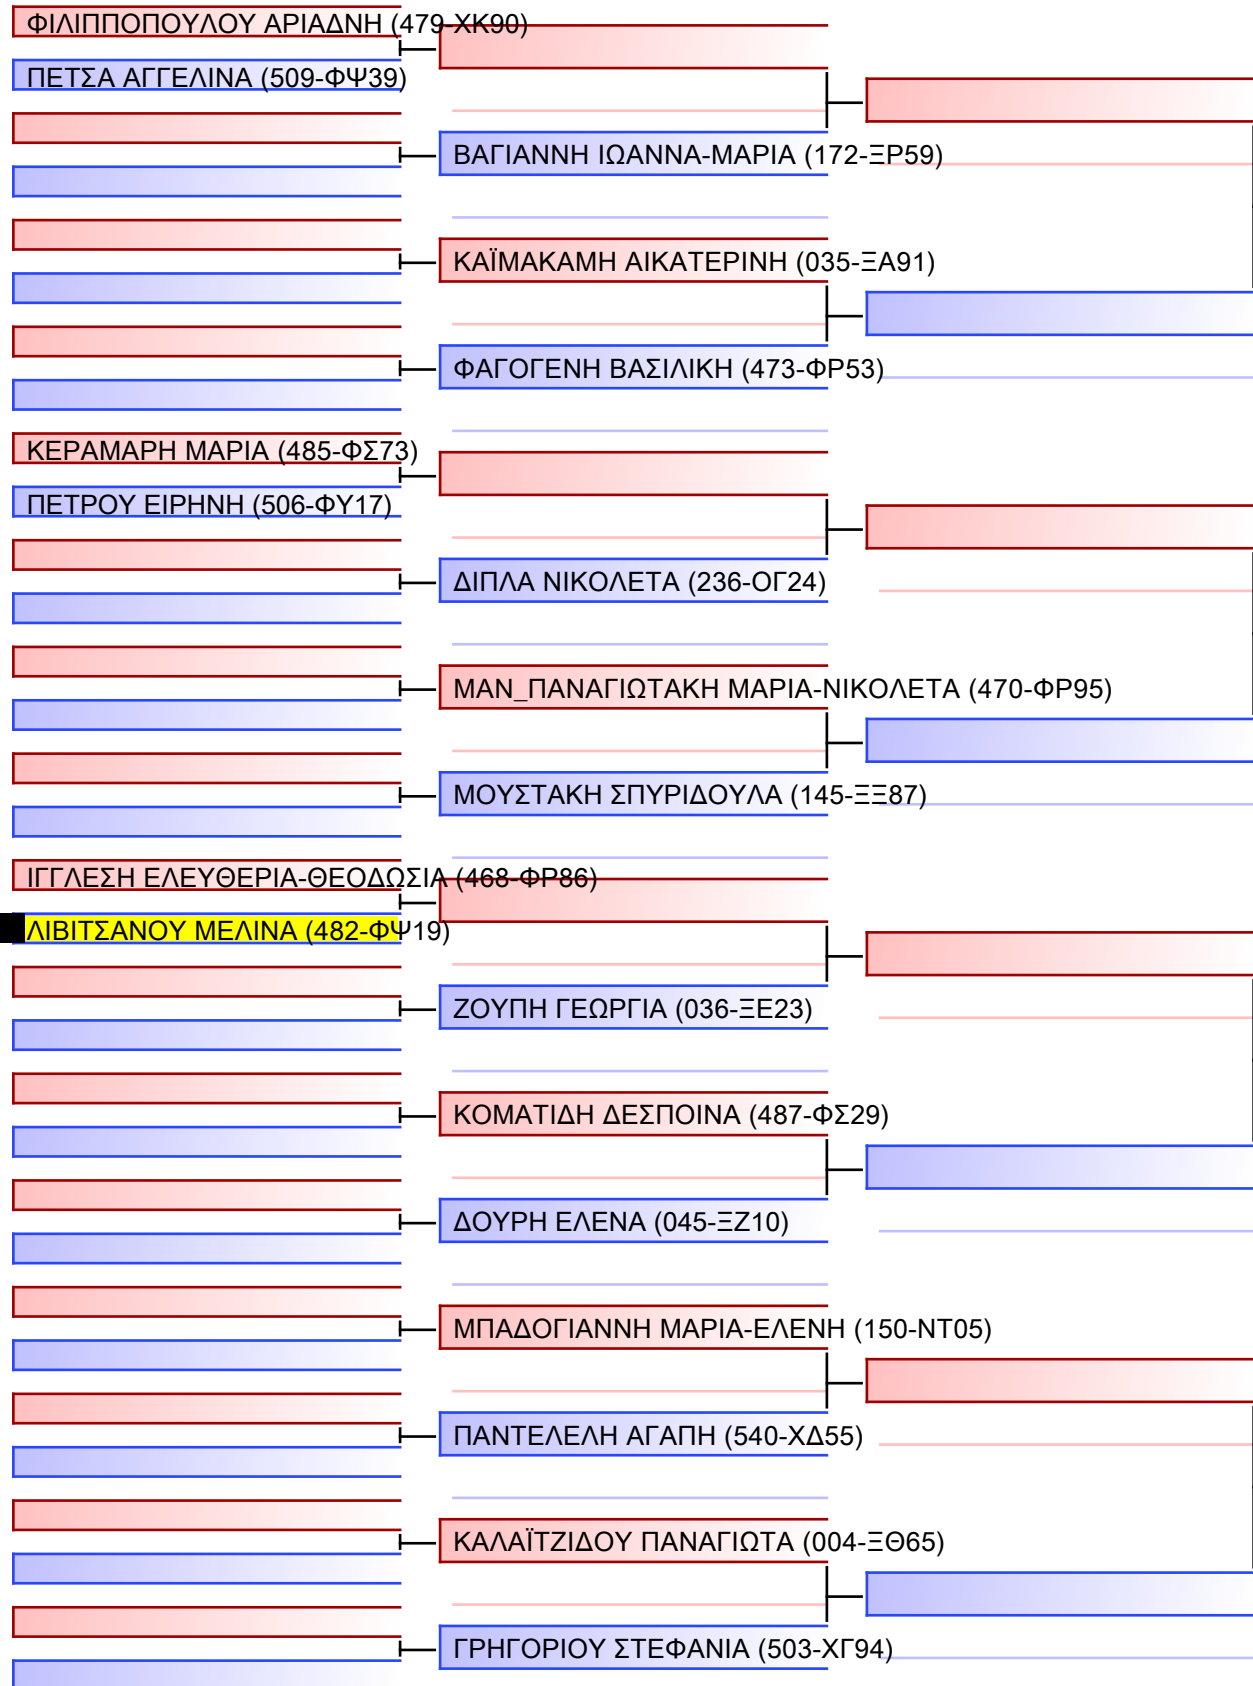 ΦΙΛΙΠΠΟΠΟΥΛΟΥ ΑΡΙΑΔΝΗ (479-ΧΚ90)
ΠΕΤΣΑ ΑΓΓΕΛΙΝΑ (509-ΦΨ39)
ΒΑΓΙΑΝΝΗ ΙΩΑΝΝΑ-ΜΑΡΙΑ (172-ΞΡ59)
ΚΑΪΜΑΚΑΜΗ ΑΙΚΑΤΕΡΙΝΗ (035-ΞΑ91)
ΦΑΓΟΓΕΝΗ ΒΑΣΙΛΙΚΗ (473-ΦΡ53)
ΚΕΡΑΜΑΡΗ ΜΑΡΙΑ (485-ΦΣ73)
ΠΕΤΡΟΥ ΕΙΡΗΝΗ (506-ΦΥ17)
ΔΙΠΛΑ ΝΙΚΟΛΕΤΑ (236-ΟΓ24)
ΜΑΝ_ΠΑΝΑΓΙΩΤΑΚΗ ΜΑΡΙΑ-ΝΙΚΟΛΕΤΑ (470-ΦΡ95)
ΜΟΥΣΤΑΚΗ ΣΠΥΡΙΔΟΥΛΑ (145-ΞΞ87)
ΙΓΓΛΕΣΗ ΕΛΕΥΘΕΡΙΑ-ΘΕΟΔΩΣΙΑ (468-ΦΡ86)
ΛΙΒΙΤΣΑΝΟΥ ΜΕΛΙΝΑ (482-ΦΨ19)
ΖΟΥΠΗ ΓΕΩΡΓΙΑ (036-ΞΕ23)
ΚΟΜΑΤΙΔΗ ΔΕΣΠΟΙΝΑ (487-ΦΣ29)
ΔΟΥΡΗ ΕΛΕΝΑ (045-ΞΖ10)
ΜΠΑΔΟΓΙΑΝΝΗ ΜΑΡΙΑ-ΕΛΕΝΗ (150-ΝΤ05)
ΠΑΝΤΕΛΕΛΗ ΑΓΑΠΗ (540-ΧΔ55)
ΚΑΛΑΪΤΖΙΔΟΥ ΠΑΝΑΓΙΩΤΑ (004-ΞΘ65)
ΓΡΗΓΟΡΙΟΥ ΣΤΕΦΑΝΙΑ (503-ΧΓ94)